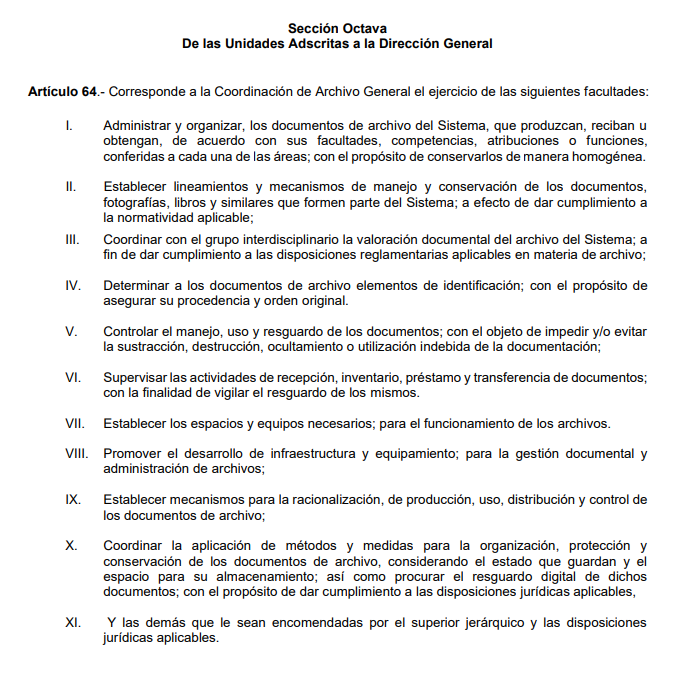 Sección Octava
De las Unidades Adscritas a la Dirección General
Artículo 64.- Corresponde a la Coordinación de Archivo General el ejercicio de las siguientes facultades:
I. Administrar y organizar, los documentos de archivo del Sistema, que produzcan, reciban u
obtengan, de acuerdo con sus facultades, competencias, atribuciones o funciones,
conferidas a cada una de las áreas; con el propósito de conservarlos de manera homogénea.
II. Establecer lineamientos y mecanismos de manejo y conservación de los documentos,
fotografías, libros y similares que formen parte del Sistema; a efecto de dar cumplimiento a
la normatividad aplicable;
III. Coordinar con el grupo interdisciplinario la valoración documental del archivo del Sistema; a
fin de dar cumplimiento a las disposiciones reglamentarias aplicables en materia de archivo;
IV. Determinar a los documentos de archivo elementos de identificación; con el propósito de
asegurar su procedencia y orden original.
V. Controlar el manejo, uso y resguardo de los documentos; con el objeto de impedir y/o evitar
la sustracción, destrucción, ocultamiento o utilización indebida de la documentación;
VI. Supervisar las actividades de recepción, inventario, préstamo y transferencia de documentos;
con la finalidad de vigilar el resguardo de los mismos.
VII. Establecer los espacios y equipos necesarios; para el funcionamiento de los archivos.
VIII. Promover el desarrollo de infraestructura y equipamiento; para la gestión documental y
administración de archivos;
IX. Establecer mecanismos para la racionalización, de producción, uso, distribución y control de
los documentos de archivo;
X. Coordinar la aplicación de métodos y medidas para la organización, protección y
conservación de los documentos de archivo, considerando el estado que guardan y el
espacio para su almacenamiento; así como procurar el resguardo digital de dichos
documentos; con el propósito de dar cumplimiento a las disposiciones jurídicas aplicables,
XI. Y las demás que le sean encomendadas por el superior jerárquico y las disposiciones
jurídicas aplicables.